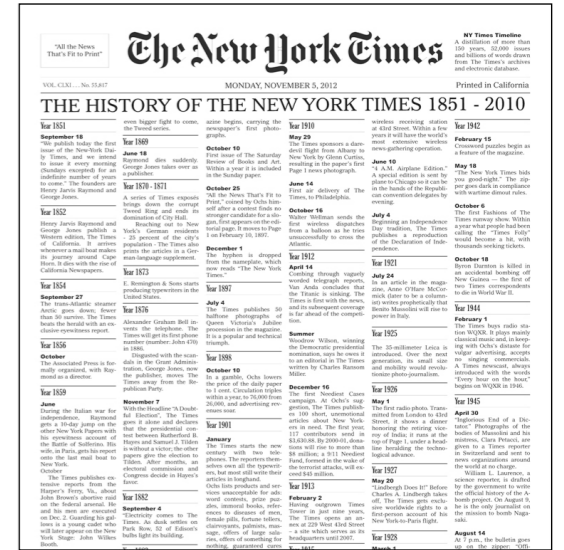 "All the News
That's Fit to Print"
The New York Times
NY Times Timeline
A distillation of more than
150 years, 52,000 issues
and billions of words drawn
from The Times's archives
and electronic database.
VOL. CLXI . . . No. 55,817
MONDAY, NOVEMBER 5, 2012
Printed in California
THE HISTORY OF THE NEW YORK TIMES 1851 - 2010
Year 1851
September 18
"We publish today the first
issue of the New-York Dai-
ly Times, and we intend
to issue it every morning
(Sundays excepted) for an
indefinite number of years
to come." The founders are
Henry Jarvis Raymond and
George Jones.
Year 1852
Henry Jarvis Raymond and
George Jones publish a
Western edition, The Times
of California. It arrives
whenever a mail boat makes
its journey around Cape
Horn. It dies with the rise of
California Newspapers.
Year 1854
September 27
The trans-Atlantic steamer
Arctic goes down; fewer
than 50 survive. The Times
beats the herald with an ex-
clusive eyewitness report.
Year 1856
October
The Associated Press is for-
mally organized, with Ray-
mond as a director.
Year 1859
June
During the Italian war for
independence, Raymond
gets a 10-day jump on the
other New York Papers with
his eyewitness account of
the Battle of Solferino. His
wife, in Paris, gets his report
onto the last mail boat to
New York.
October
The Times publishes ex-
tensive reports from the
Harper's Ferry, Va., about
John Brown's abortive raid
on the federal arsenal. He
and his men are executed
on Dec. 2. Guarding his gal-
lows is a young cadet who
will later appear on the New
York Stage: John Wilkes
Booth.
even bigger fight to come,
the Tweed series.
Year 1869
June 18
Raymond dies suddenly.
George Jones takes over as
a publisher.
Year 1870 - 1871
A series of Times exposés
brings down the corrupt
Tweed Ring and ends its
domination of City Hall.
Reaching out to New
York's German residents
- 25 percent of the city's
population - The Times also
prints the articles in a Ger-
man-language supplement.
Year 1873
E. Remington & Sons starts
producing typewriters in the
United States.
Year 1876
Alexander Graham Bell in-
vents the telephone. The
Times will get its first phone
number (number: John 470)
in 1886.
Disgusted with the scan-
dals in the Grant Adminis-
tration, George Jones, now
the publisher, moves The
Times away from the Re-
publican Party.
November 7
With the Headline "A Doubt-
ful Election", The Times
goes it alone and declares
that the presidential con-
test between Rutherford B.
Hayes and Samuel J. Tilden
is without a victor; the other
papers give the election to
Tilden. After months, an
electoral commission and
Congress decide in Hayes's
favor.
Year 1882
September 4
"Electricity comes to The
Times. As dusk settles on
Park Row, 52 of Edison's
bulbs light its building.
azine begins, carrying the
newspaper's first photo-
graphs.
October 10
First issue of The Saturday
Review of Books and Art.
Within a year it is included
in the Sunday paper.
October 25
"All the News That's Fit to
Print," coined by Ochs him-
self after a contest finds no
stronger candidate for a slo-
gan, first appears on the edi-
torial page. It moves to Page
1 on February 10, 1897.
December 1
The hyphen is dropped
from the nameplate, which
now reads "The New York
Times."
Year 1897
July 4
The Times publishes 50
halftone photographs of
Queen Victoria's Jubilee
procession in the magazine.
It is a popular and technical
triumph.
Year 1898
October 10
In a gamble, Ochs lowers
the price of the daily paper
to 1 cent. Circulation triples
within a year, to 76,000 from
26,000, and advertising rev-
enues soar.
Year 1901
January
The Times starts the new
century with two tele-
phones. The reporters them-
selves own all the typewrit-
ers, but most still write their
articles in longhand.
Ochs lists products and ser-
vices unacceptable for ads:
word contests, prize puz-
zles, immoral books, refer-
ences to diseases of men,
female pills, fortune tellers,
clairvoyants, palmists, mas-
sage, offers of large sala-
ries, offers of something for
nothing, guaranteed cures
Year 1910
May 29
The Times sponsors a dare-
devil flight from Albany to
New York by Glenn Curtiss,
resulting in the paper's first
Page 1 news photograph.
June 14
First air delivery of The
Times, to Philadelphia.
October 16
Walter Wellman sends the
first wireless dispatches
from a balloon as he tries
unsuccessfully to cross the
Atlantic.
Year 1912
April 14
Combing through vaguely
worded telegraph reports,
Van Anda concludes that
the Titanic is sinking. The
Times is first with the news,
and its subsequent coverage
is far ahead of the competi-
tion.
Summer
Woodrow Wilson, winning
the Democratic presidential
nomination, says he owes it
to an editorial in The Times
written by Charles Ransom
Miller.
December 16
The first Neediest Cases
campaign. At Ochs's sug-
gestion, The Times publish-
es 100 short, unremitted
articles about New York-
ers in need. The first year,
117 contributors send in
$3,630.88. By 2000-01, dona-
tions will rise to more than
$8 million; a 9/11 Neediest
Fund, formed in the wake of
the terrorist attacks, will ex-
ceed $45 million.
Year 1913
February 2
Having outgrown Times
Tower in just nine years,
The Times opens an an-
nex at 229 West 43rd Street
- a site which serves as its
headquarters until 2007.
wireless receiving station
at 43rd Street. Within a few
years it will have the world's
most extensive wireless
news-gathering operation.
June 10
"1 A.M. Airplane Edition."
A special edition is sent by
plane to Chicago so it can be
in the hands of the Republi-
can convention delegates by
evening.
July 4
Beginning an Independence
Day tradition, The Times
publishes a reproduction
of the Declaration of Inde-
pendence.
Year 1921
July 24
In an article in the maga-
zine, Anne O'Hare McCor-
mick (later to be a column-
ist) writes prophetically that
Benito Mussolini will rise to
power in Italy.
Year 1925
The 35-millimeter Leica is
introduced. Over the next
generation, its small size
and mobility would revolu-
tionize photo-journalism.
Year 1926
May 1
The first radio photo. Trans-
mitted from London to 43rd
Street, it shows a dinner
honoring the retiring vice-
roy of India; it runs at the
top of Page 1, under a head-
line heralding the techno-
logical advance.
Year 1927
May 20
"Lindbergh Does It!" Before
Charles A. Lindbergh takes
off, The Times gets exclu-
sive worldwide rights to a
first-person account of his
New York-to-Paris flight.
Year 1928
March 1
Year 1942
February 15
Crossword puzzles begin as
a feature of the magazine.
May 18
"The New York Times bids
you good-night." The zip-
per goes dark in compliance
with wartime dimout rules.
October 6
The first Fashions of The
Times runway show. Within
a year what people had been
calling the "Times Folly"
would become a hit, with
thousands seeking tickets.
October 18
Byron Darnton is killed in
an accidental bombing off
New Guinea — the first of
two Times correspondents
to die in World War II.
Year 1944
February 1
The Times buys radio sta-
tion WQXR. It plays mainly
classical music and, in keep-
ing with Ochs's distaste for
vulgar advertising, accepts
no singing commercials.
A Times newscast, always
introduced with the words
"Every hour on the hour,"
begins on WQXR in 1946.
Year 1945
April 30
"Inglorious End of a Dic-
tator." Photographs of the
bodies of Mussolini and his
mistress, Clara Petacci, are
given to a Times reporter
in Switzerland and sent to
news organizations around
the world at no charge.
William L. Laurence, a
science reporter, is drafted
by the government to write
the official history of the A-
bomb project. On August 9,
he is the only journalist on
the mission to bomb Naga-
saki.
August 14
At 7 p.m., the bulletin goes
up on the zipper: "Offi-